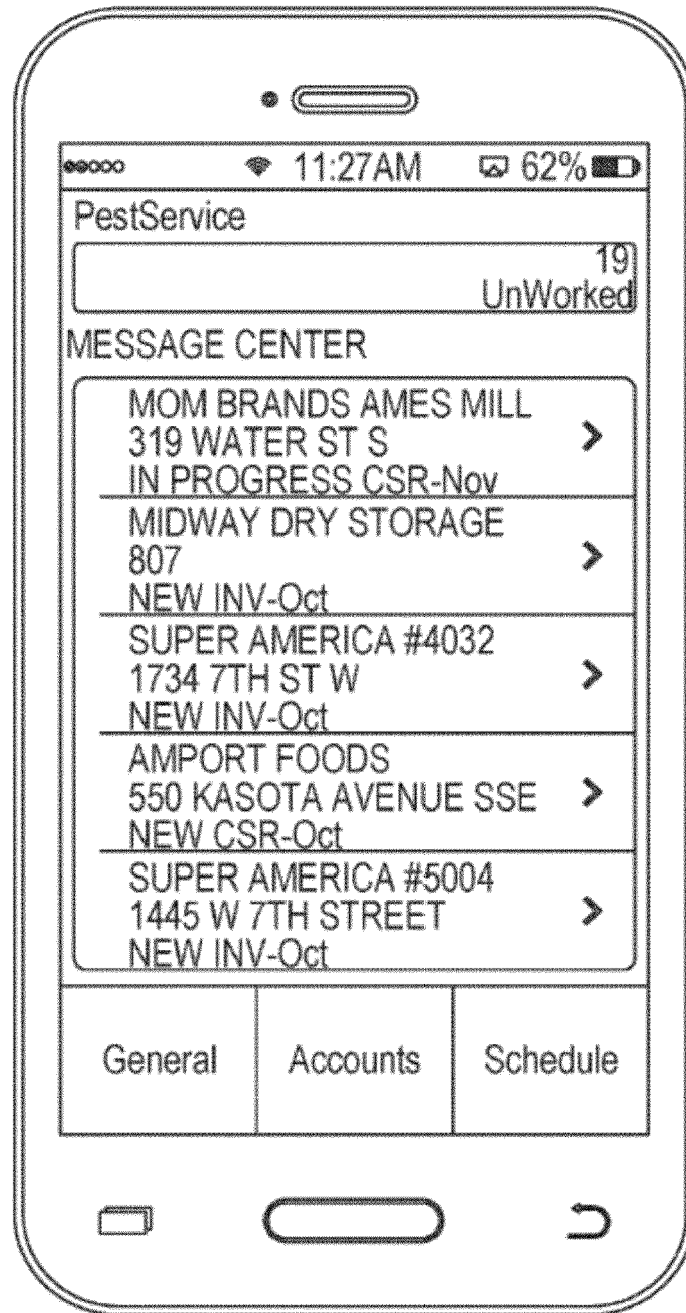 11:27AM 62%
PestService
19
UnWorked
MESSAGE CENTER
MOM BRANDS AMES MILL
319 WATER ST S
IN PROGRESS CSR-Nov
MIDWAY DRY STORAGE
807
NEW INV-Oct
SUPER AMERICA #4032
1734 7TH ST W
NEW INV-Oct
AMPORT FOODS
550 KASOTA AVENUE SSE
NEW CSR-Oct
SUPER AMERICA #5004
1445 W 7TH STREET
NEW INV-Oct
General Accounts Schedule